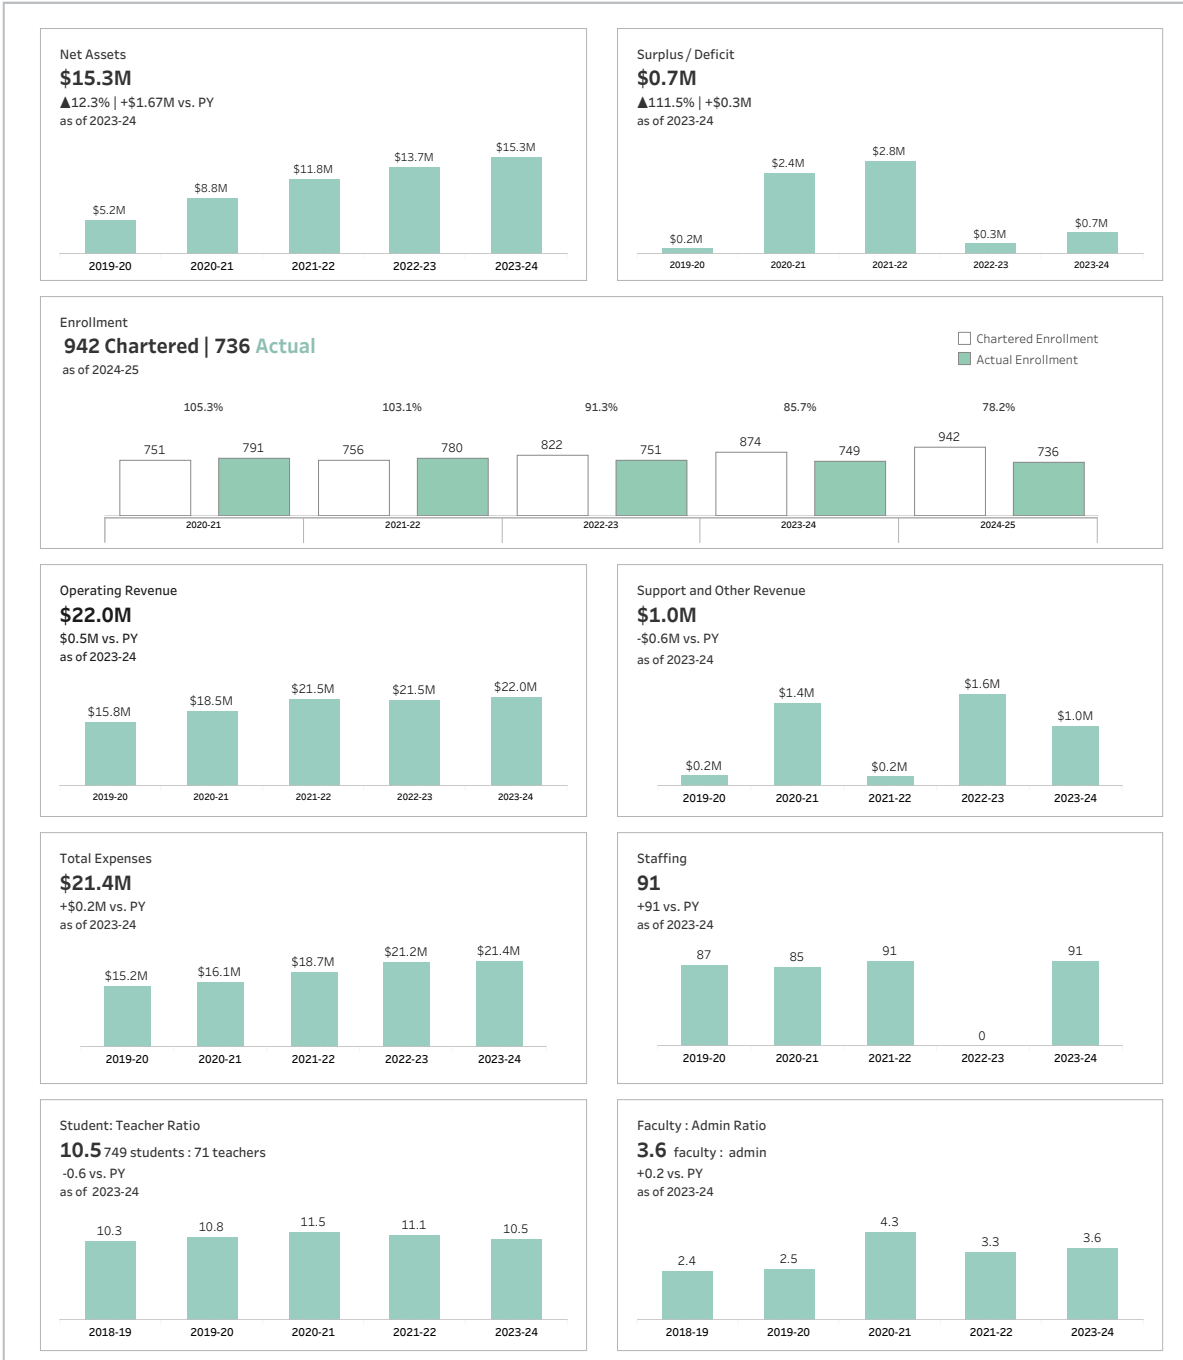 Net Assets
$15.3M
▲12.3% | +$1.67M vs. PY
as of 2023-24
$5.2M
$8.8M
$11.8M
$13.7M
$15.3M
2019-20 2020-21 2021-22 2022-23 2023-24
Surplus / Deficit
$0.7M
▲111.5% | +$0.3M
as of 2023-24
$0.2M
$2.4M
$2.8M
$0.3M
$0.7M
2019-20 2020-21 2021-22 2022-23 2023-24
Enrollment
942 Chartered | 736 Actual
as of 2024-25
Chartered Enrollment
Actual Enrollment
105.3% 103.1% 91.3% 85.7% 78.2%
751 791 756 780 822 751 874 749 942 736
2020-21 2021-22 2022-23 2023-24 2024-25
Operating Revenue
$22.0M
$0.5M vs. PY
as of 2023-24
$15.8M
$18.5M
$21.5M
$21.5M
$22.0M
2019-20 2020-21 2021-22 2022-23 2023-24
Support and Other Revenue
$1.0M
-$0.6M vs. PY
as of 2023-24
$0.2M
$1.4M
$0.2M
$1.6M
$1.0M
2019-20 2020-21 2021-22 2022-23 2023-24
Total Expenses
$21.4M
+$0.2M vs. PY
as of 2023-24
$15.2M
$16.1M
$18.7M
$21.2M
$21.4M
2019-20 2020-21 2021-22 2022-23 2023-24
Staffing
91
+91 vs. PY
as of 2023-24
87
85
91
0
91
2019-20 2020-21 2021-22 2022-23 2023-24
Student: Teacher Ratio
10.5 749 students : 71 teachers
-0.6 vs. PY
as of 2023-24
10.3
10.8
11.5
11.1
10.5
2018-19 2019-20 2020-21 2021-22 2023-24
Faculty : Admin Ratio
3.6 faculty : admin
+0.2 vs. PY
as of 2023-24
2.4
2.5
4.3
3.3
3.6
2018-19 2019-20 2020-21 2021-22 2023-24